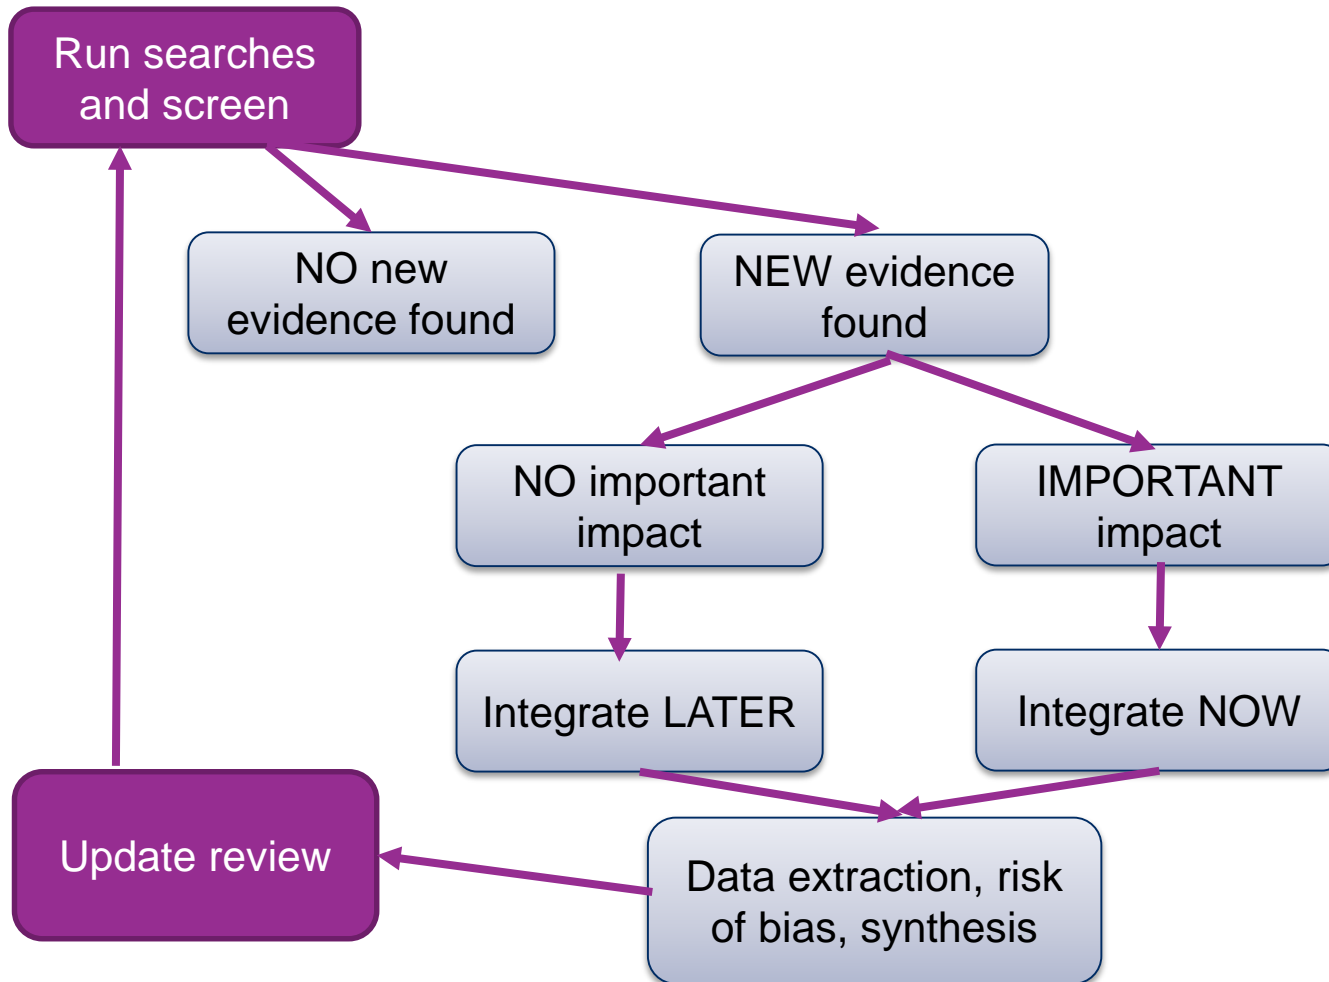 Run searches
and screen
NO new
evidence found
NEW evidence
found
NO important
impact
IMPORTANT
impact
Integrate LATER
Integrate NOW
Update review
Data extraction, risk
of bias, synthesis